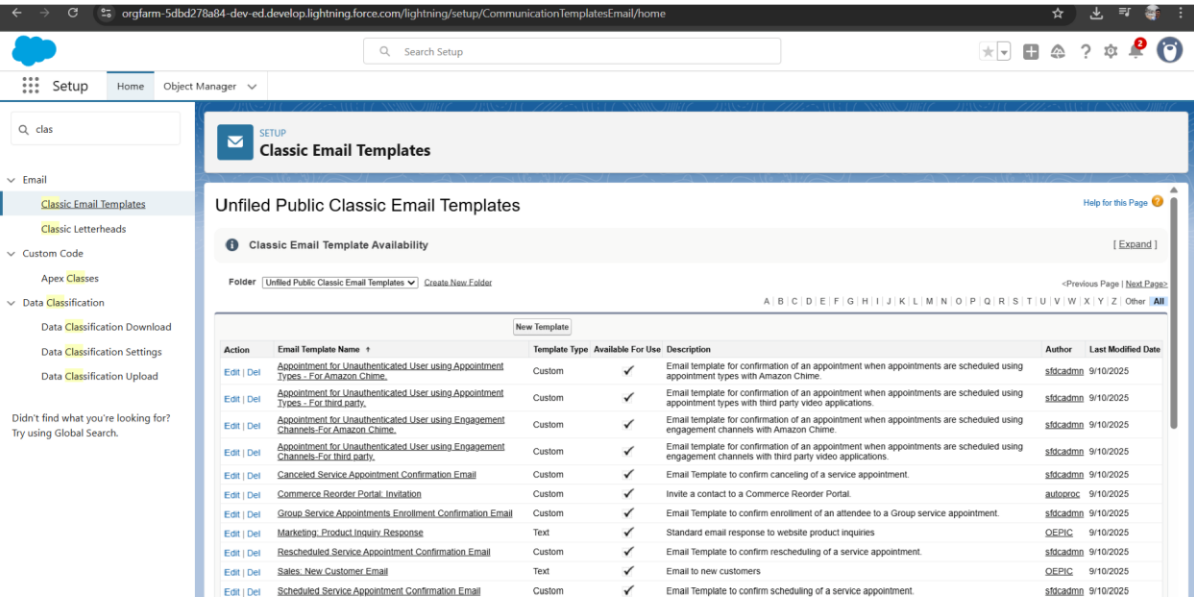 orgfarm-5dbd278a84-dev-ed.develop.lightning.force.com/lightning/setup/CommunicationTemplatesEmail/home
Search Setup
2
Setup
Home
Object Manager
clas
Email
Classic Email Templates
Classic Letterheads
Custom Code
Apex Classes
Data Classification
Data Classification Download
Data Classification Settings
Data Classification Upload
Didn't find what you're looking for?
Try using Global Search.
SETUP
Classic Email Templates
Unfiled Public Classic Email Templates
Help for this Page
Classic Email Template Availability [ Expand ]
Folder Unfiled Public Classic Email Templates Create New Folder
<Previous Page | Next Page>
A | B | C | D | E | F | G | H | I | J | K | L | M | N | O | P | Q | R | S | T | U | V | W | X | Y | Z | Other All
New Template
Action Email Template Name ↑ Template Type Available For Use Description Author Last Modified Date
Edit | Del Appointment for Unauthenticated User using Appointment Types - For Amazon Chime. Custom ✓ Email template for confirmation of an appointment when appointments are scheduled using appointment types with Amazon Chime. sfdcadmn 9/10/2025
Edit | Del Appointment for Unauthenticated User using Appointment Types - For third party. Custom ✓ Email template for confirmation of an appointment when appointments are scheduled using appointment types with third party video applications. sfdcadmn 9/10/2025
Edit | Del Appointment for Unauthenticated User using Engagement Channels-For Amazon Chime. Custom ✓ Email template for confirmation of an appointment when appointments are scheduled using engagement channels with Amazon Chime. sfdcadmn 9/10/2025
Edit | Del Appointment for Unauthenticated User using Engagement Channels-For third party. Custom ✓ Email template for confirmation of an appointment when appointments are scheduled using engagement channels with third party video applications. sfdcadmn 9/10/2025
Edit | Del Canceled Service Appointment Confirmation Email Custom ✓ Email Template to confirm canceling of a service appointment. sfdcadmn 9/10/2025
Edit | Del Commerce Reorder Portal: Invitation Custom ✓ Invite a contact to a Commerce Reorder Portal. autoproc 9/10/2025
Edit | Del Group Service Appointments Enrollment Confirmation Email Custom ✓ Email Template to confirm enrollment of an attendee to a Group service appointment. sfdcadmn 9/10/2025
Edit | Del Marketing: Product Inquiry Response Text ✓ Standard email response to website product inquiries OEPIC 9/10/2025
Edit | Del Rescheduled Service Appointment Confirmation Email Custom ✓ Email Template to confirm rescheduling of a service appointment. sfdcadmn 9/10/2025
Edit | Del Sales: New Customer Email Text ✓ Email to new customers OEPIC 9/10/2025
Edit | Del Scheduled Service Appointment Confirmation Email Custom ✓ Email Template to confirm scheduling of a service appointment. sfdcadmn 9/10/2025